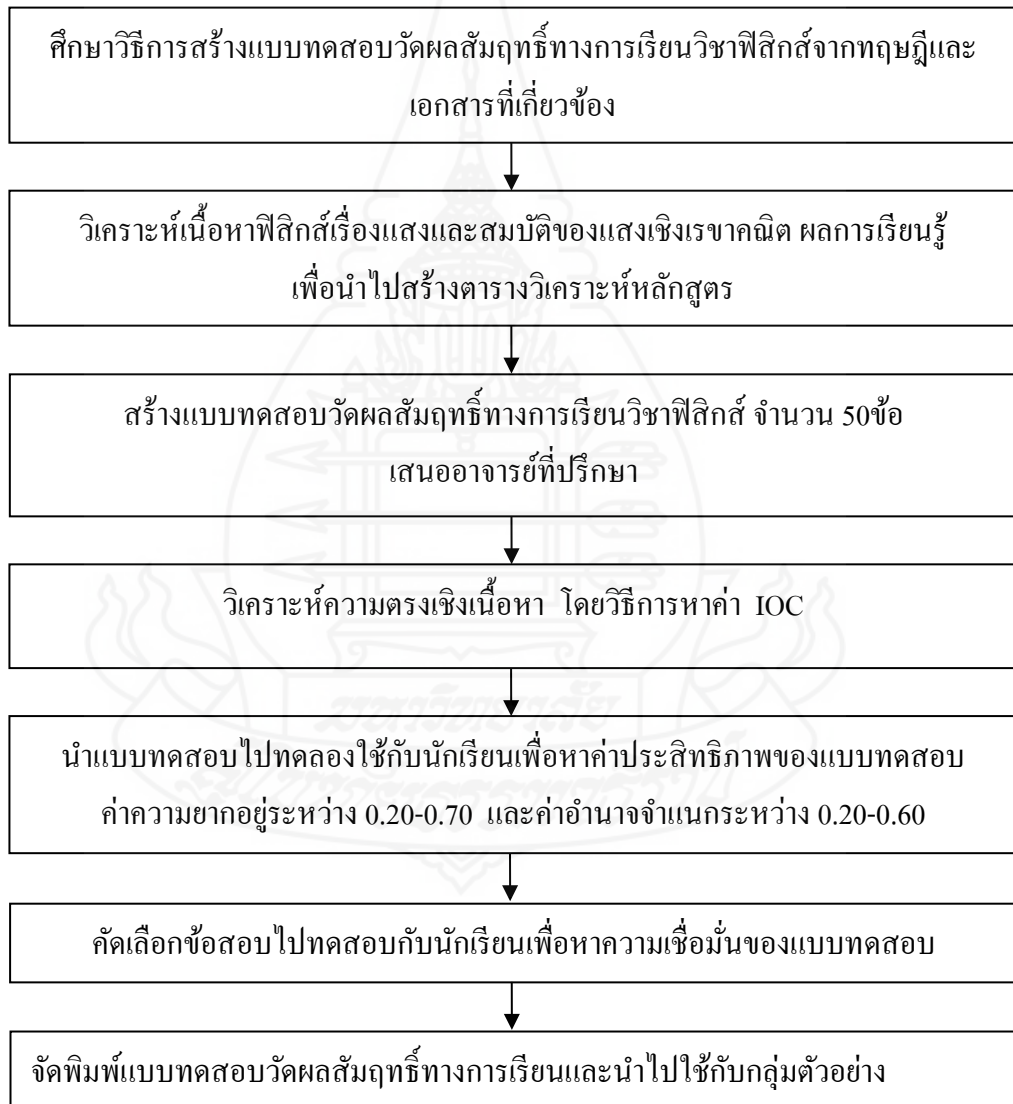 ศึกษาวิธีการสร้างแบบทดสอบวัดผลสัมฤทธิ์ทางการเรียนวิชาฟิสิกส์จากทฤษฎีและ
เอกสารที่เกี่ยวข้อง
วิเคราะห์เนื้อหาฟิสิกส์เรื่องแสงและสมบัติของแสงเชิงเรขาคณิต ผลการเรียนรู้
เพื่อนำไปสร้างตารางวิเคราะห์หลักสูตร
สร้างแบบทดสอบวัดผลสัมฤทธิ์ทางการเรียนวิชาฟิสิกส์ จำนวน 50ข้อ
เสนออาจารย์ที่ปรึกษา
วิเคราะห์ความตรงเชิงเนื้อหา โดยวิธีการหาค่า IOC
มหาวิทยาลัย
นำแบบทดสอบไปทดลองใช้กับนักเรียนเพื่อหาค่าประสิทธิภาพของแบบทดสอบ
ค่าความยากอยู่ระหว่าง 0.20-0.70 และค่าอำนาจจำแนกระหว่าง 0.20-0.60
คัดเลือกข้อสอบไปทดสอบกับนักเรียนเพื่อหาความเชื่อมั่นของแบบทดสอบ
จัดพิมพ์แบบทดสอบวัดผลสัมฤทธิ์ทางการเรียนและนำไปใช้กับกลุ่มตัวอย่าง